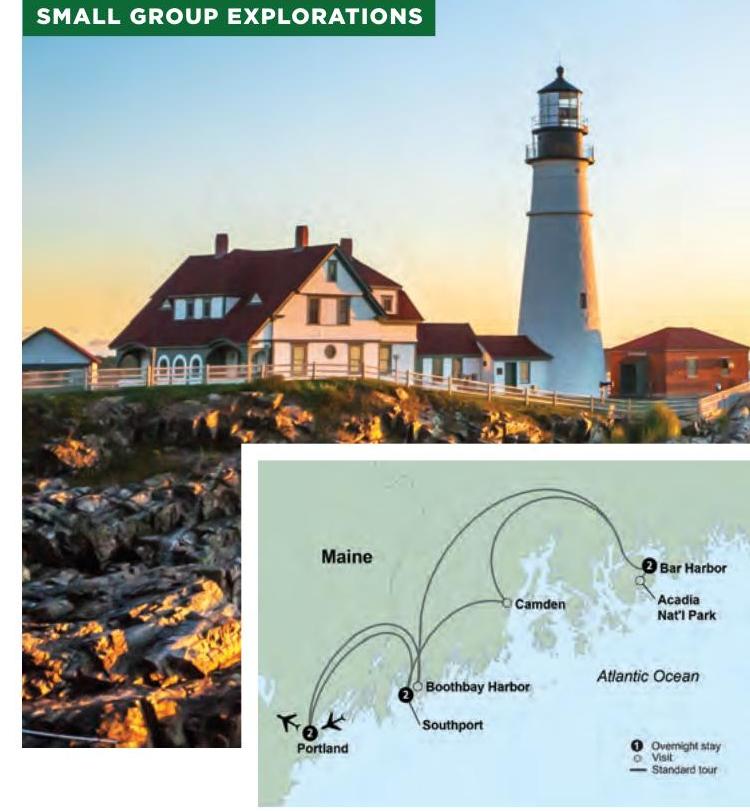 SMALL GROUP EXPLORATIONS
Maine
2 Bar Harbor
Acadia
Nat'l Park
Camden
Atlantic Ocean
Boothbay Harbor
2
Southport
2
Portland
1 Overnight stay
Visit
Standard tour